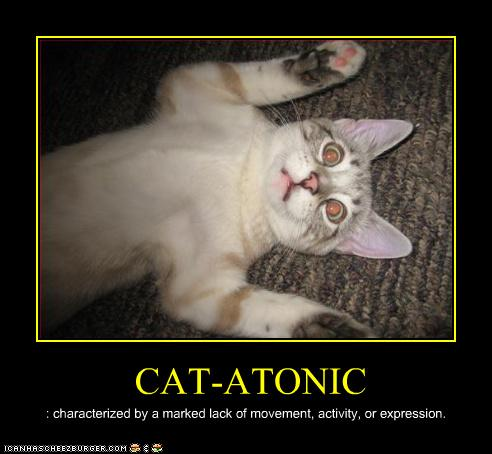 CAT-ATONIC
: characterized by a marked lack of movement, activity, or expression.
ICANHASCHEEZBURGER.COM